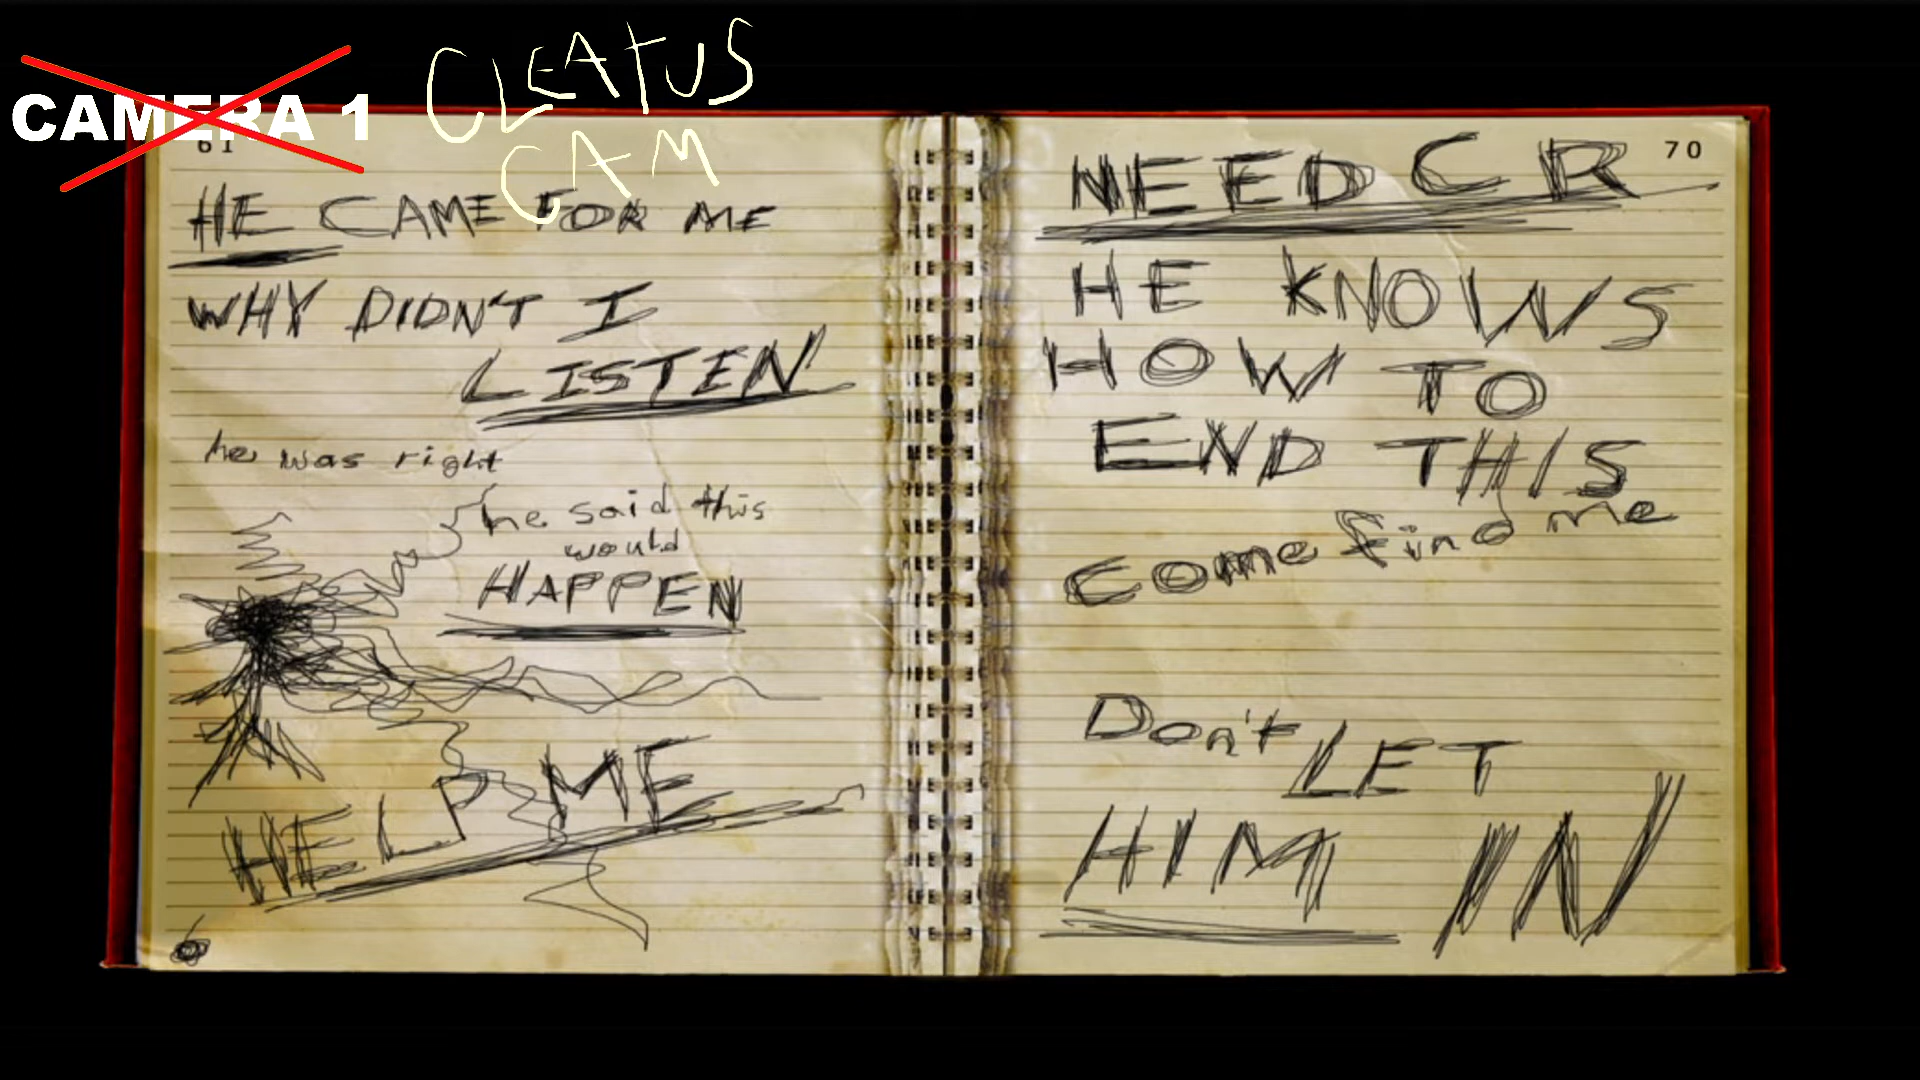 CAMERA 1
CLEATUS
CAM
61
HE CAME FOR ME
WHY DIDN'T I
LISTEN
he was right
he said this
would
HAPPEN
HELP ME
70
NEED CR
HE KNOWS
HOW TO
END THIS
Come find me
Don't LET
HIM IN